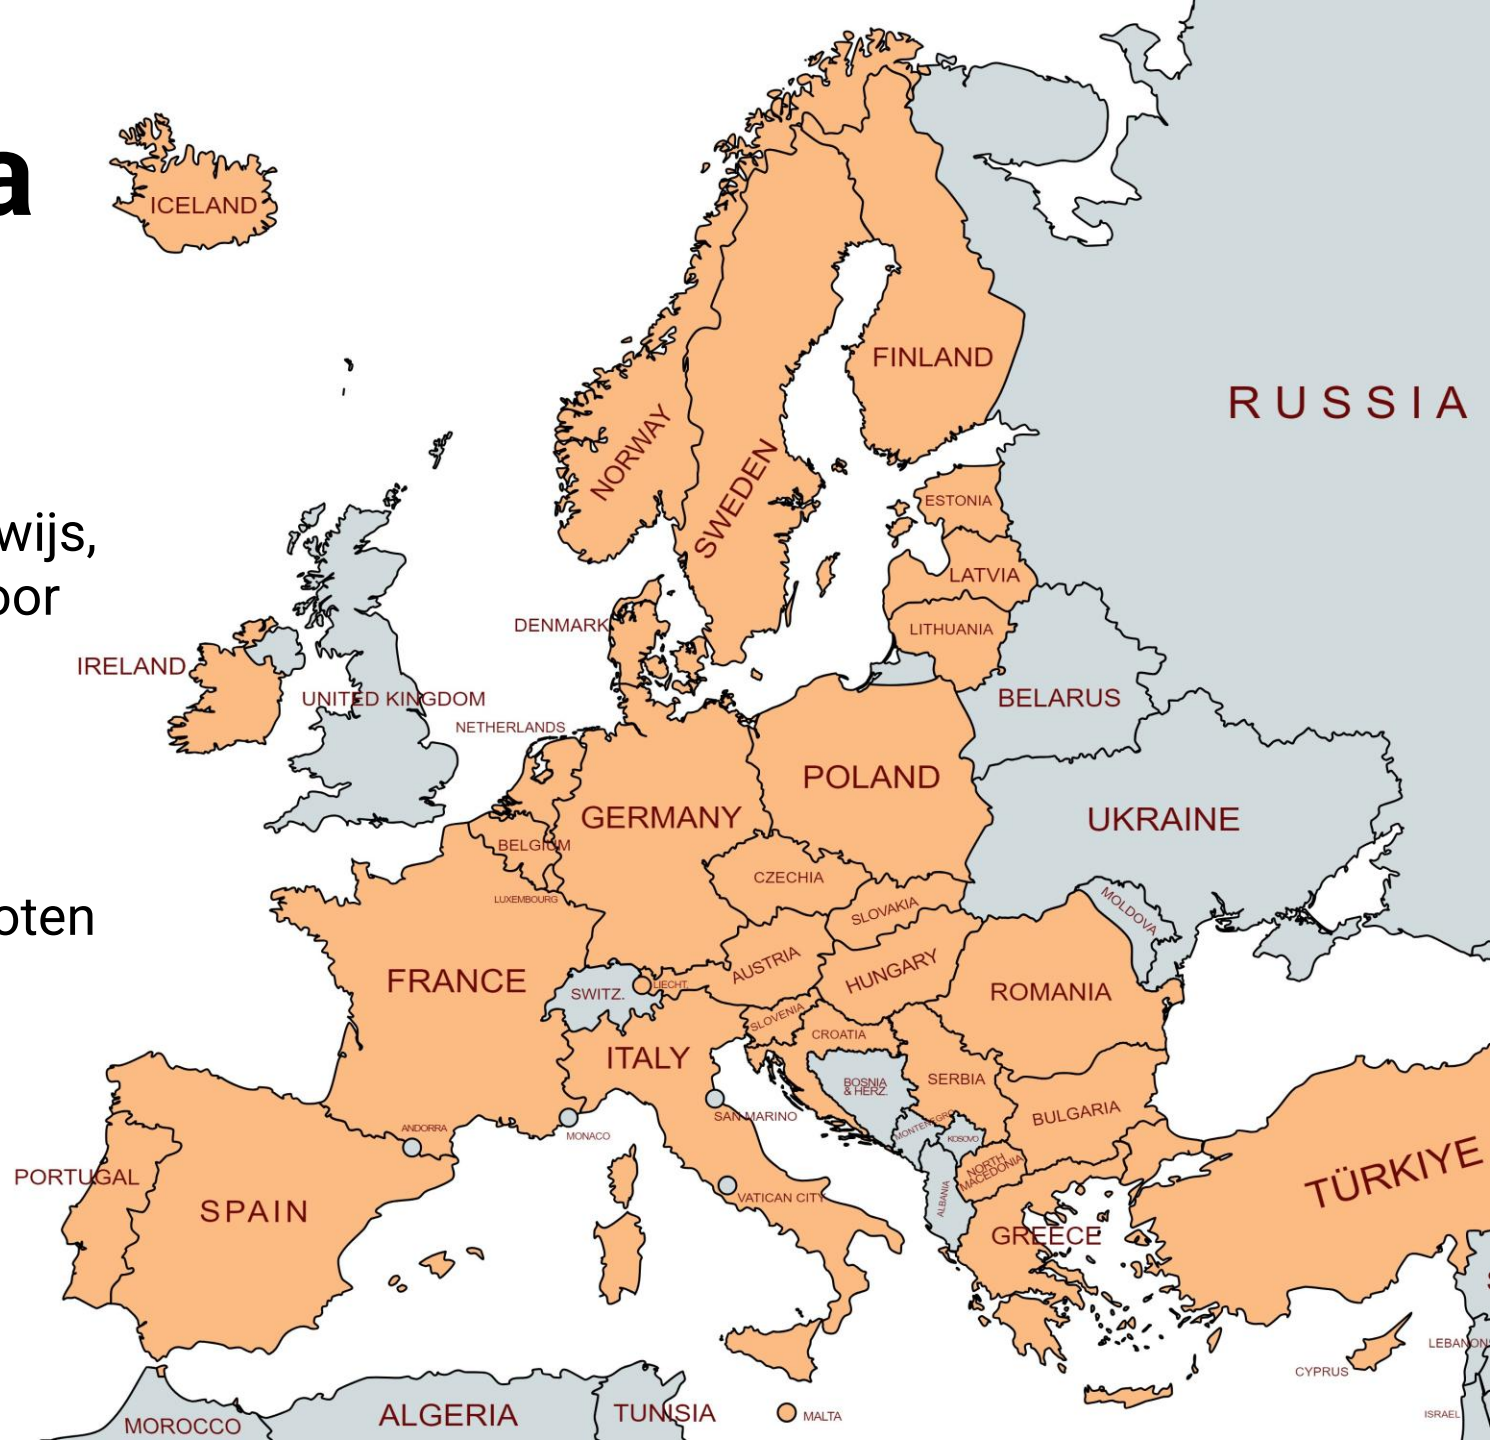 a
ICELAND
FINLAND
RUSSIA
NORWAY
SWEDEN
ESTONIA
wijs,
LATVIA
oor
DENMARK
LITHUANIA
IRELAND
UNITED KINGDOM
BELARUS
NETHERLANDS
POLAND
GERMANY
UKRAINE
BELGIUM
CZECHIA
LUXEMBOURG
SLOVAKIA
MOLDOVA
oten
AUSTRIA
HUNGARY
FRANCE
SWITZ.
LIECHT.
ROMANIA
SLOVENIA
CROATIA
ITALY
SERBIA
BOSNIA
& HERZ.
SAN MARINO
BULGARIA
MONTENEGRO
ANDORRA
MONACO
KOSOVO
NORTH
MACEDONIA
PORTUGAL
TÜRKIYE
VATICAN CITY
ALBANIA
SPAIN
GREECE
LEBANON
CYPRUS
ALGERIA
TUNISIA
MALTA
ISRAEL
MOROCCO